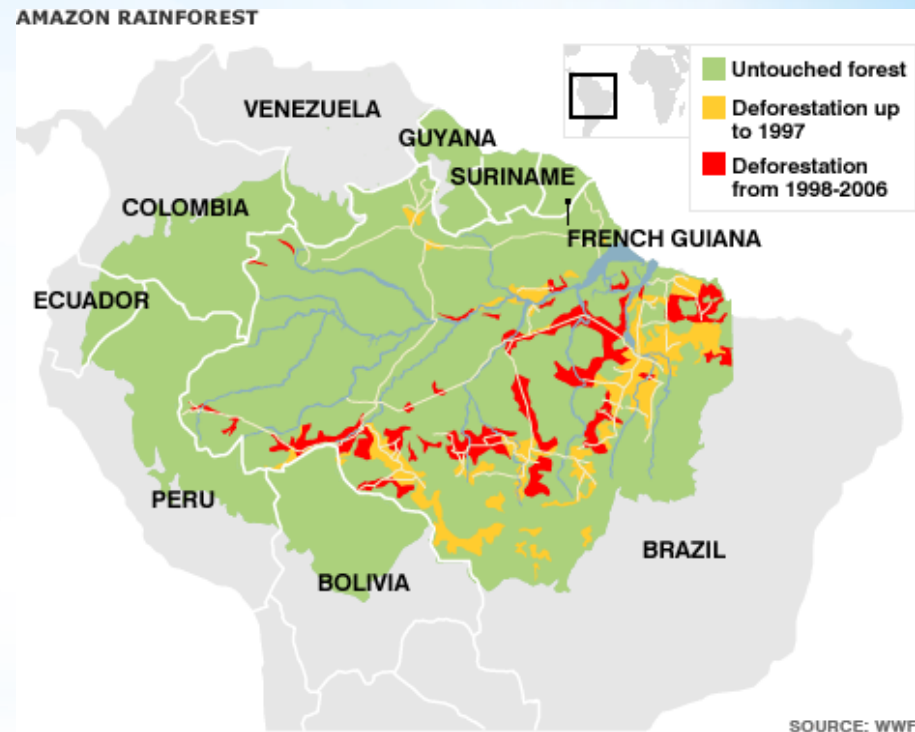 AMAZON RAINFOREST
Untouched forest
Deforestation up
to 1997
Deforestation
from 1998-2006
VENEZUELA
GUYANA
SURINAME
COLOMBIA
FRENCH GUIANA
ECUADOR
PERU
BRAZIL
BOLIVIA
SOURCE: WWF